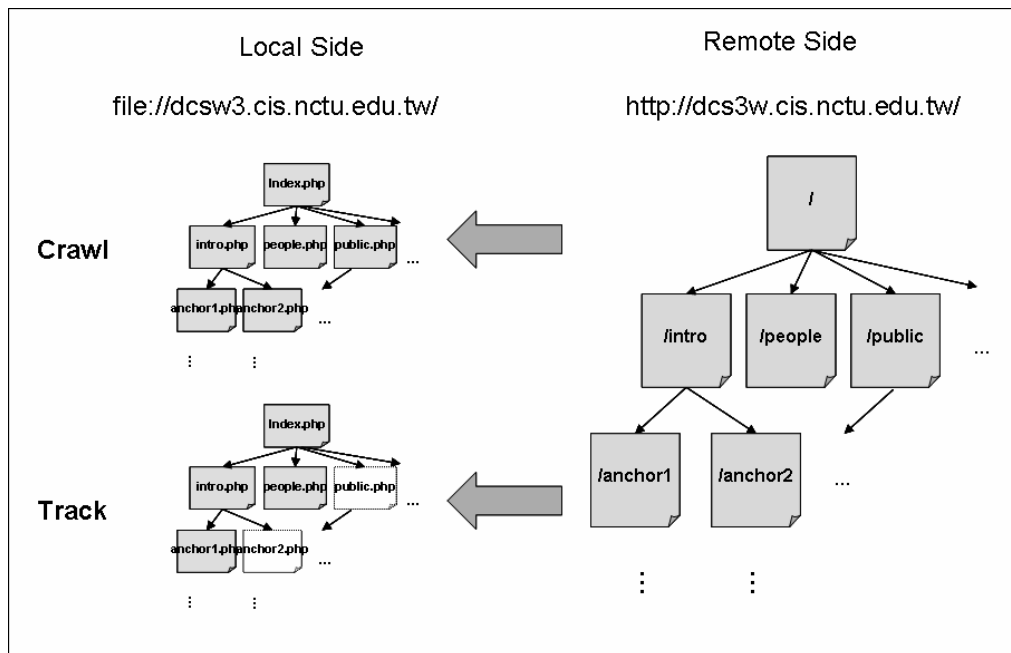 Local Side
Remote Side
file://dcsw3.cis.nctu.edu.tw/
http://dcs3w.cis.nctu.edu.tw/
Crawl
Index.php
intro.php
people.php
public.php
...
anchor1.php
anchor2.php
...
...
...
/
/intro
/people
/public
...
/anchor1
/anchor2
...
...
...
Track
Index.php
intro.php
people.php
public.php
...
anchor1.php
anchor2.php
...
...
...